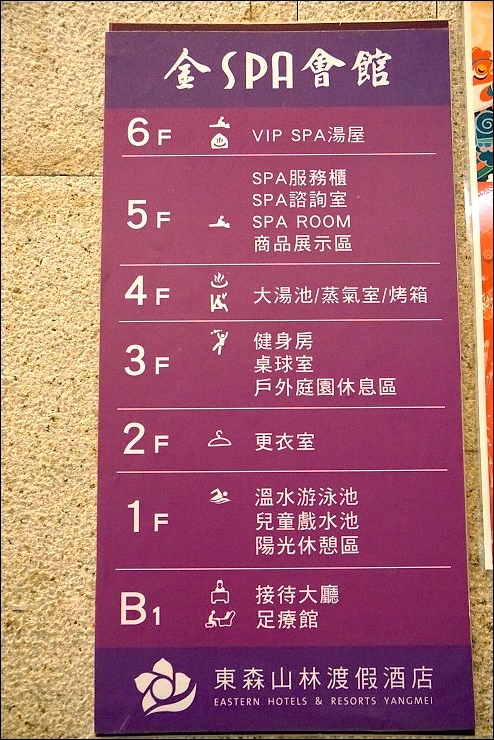 金SPA會館
6F VIP SPA湯屋
5F SPA服務櫃
SPA諮詢室
SPA ROOM
商品展示區
4F 大湯池/蒸氣室/烤箱
3F 健身房
桌球室
戶外庭園休息區
2F 更衣室
1F 溫水游泳池
兒童戲水池
陽光休憩區
B1 接待大廳
足療館
東森山林渡假酒店
EASTERN HOTELS & RESORTS YANGMEI